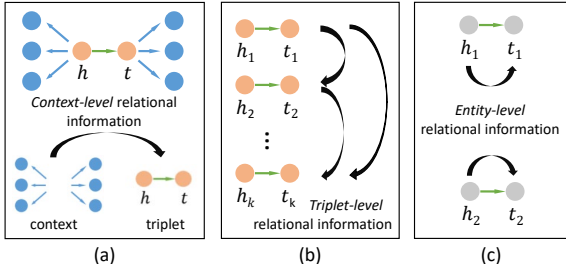 h t
Context-level relational
information
h t
context triplet
(a)
h₁ t₁
h₂ t₂
hₖ tₖ
Triplet-level
relational information
(b)
h₁ t₁
Entity-level
relational information
h₂ t₂
(c)